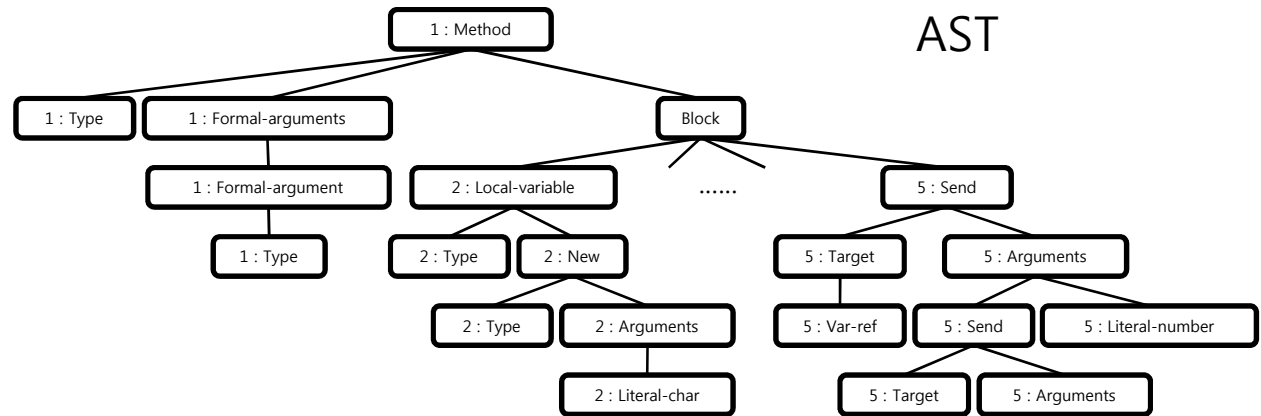 AST
1 : Method
1 : Type
1 : Formal-arguments
Block
1 : Formal-argument
2 : Local-variable
......
5 : Send
1 : Type
2 : Type
2 : New
5 : Target
5 : Arguments
2 : Type
2 : Arguments
5 : Var-ref
5 : Send
5 : Literal-number
2 : Literal-char
5 : Target
5 : Arguments